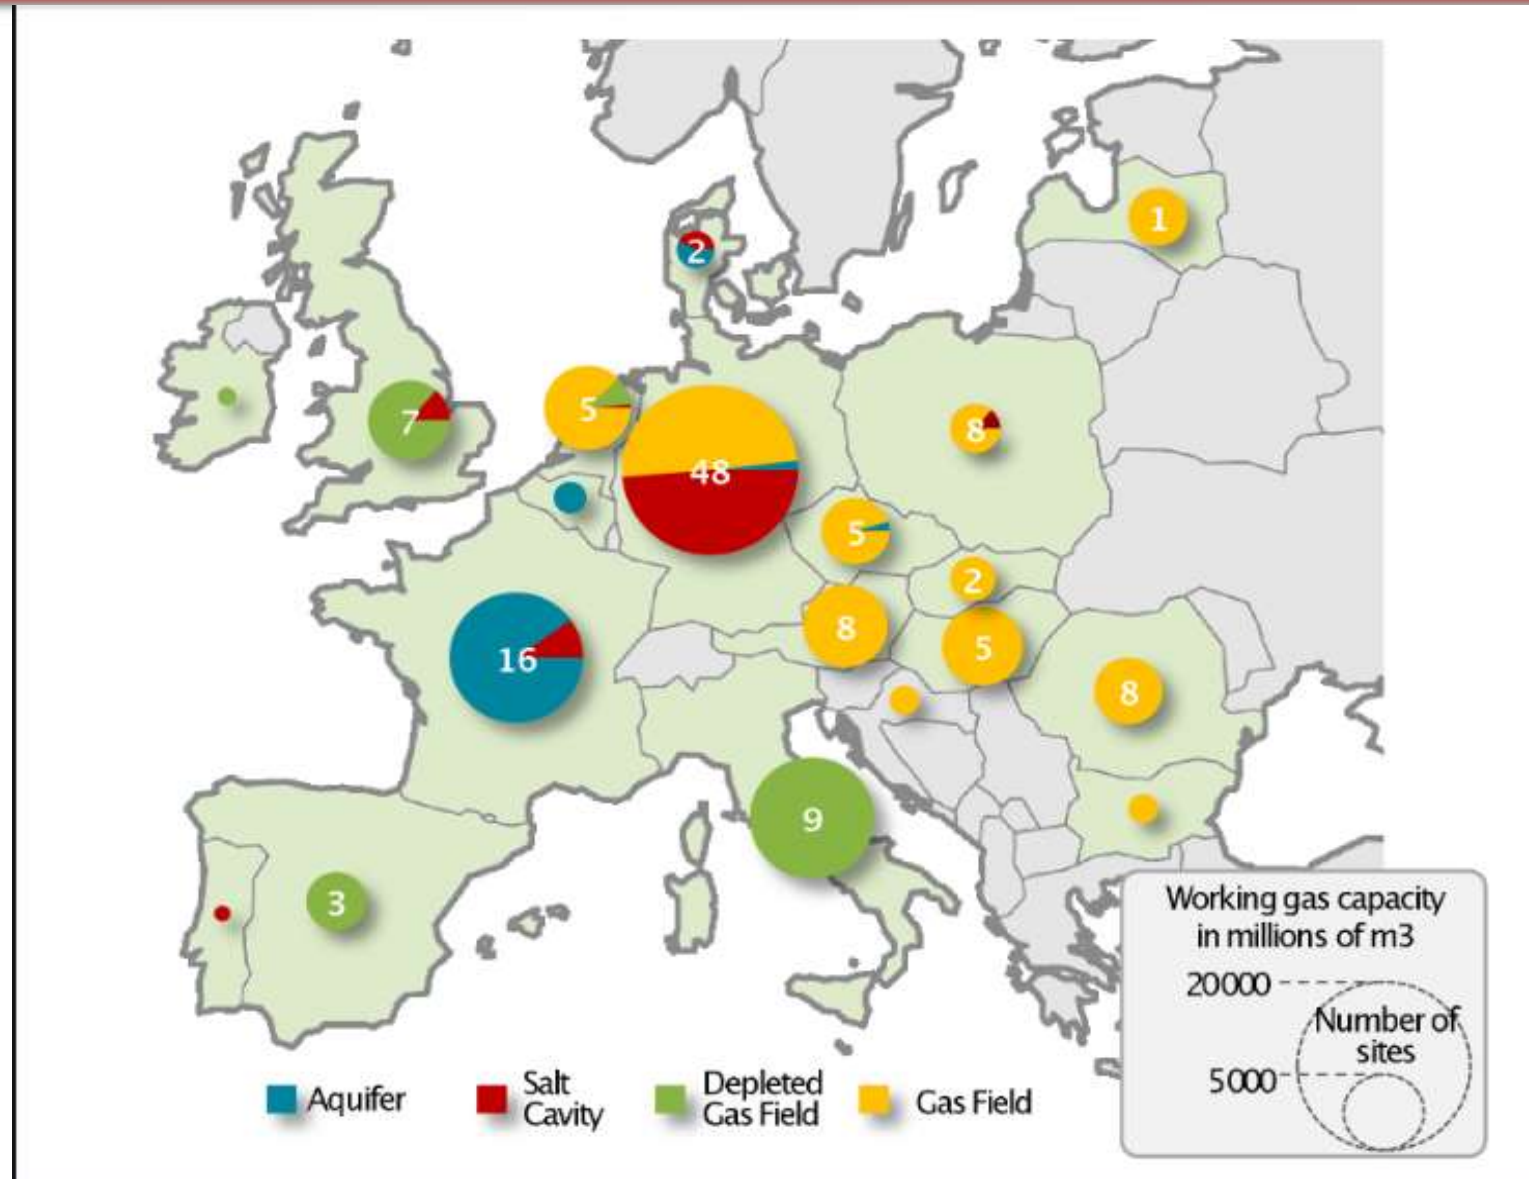 1
2
7
5
48
8
5
2
8
5
16
8
9
3
Working gas capacity
in millions of m3
20000
Number of
sites
5000
Aquifer
Salt
Cavity
Depleted
Gas Field
Gas Field